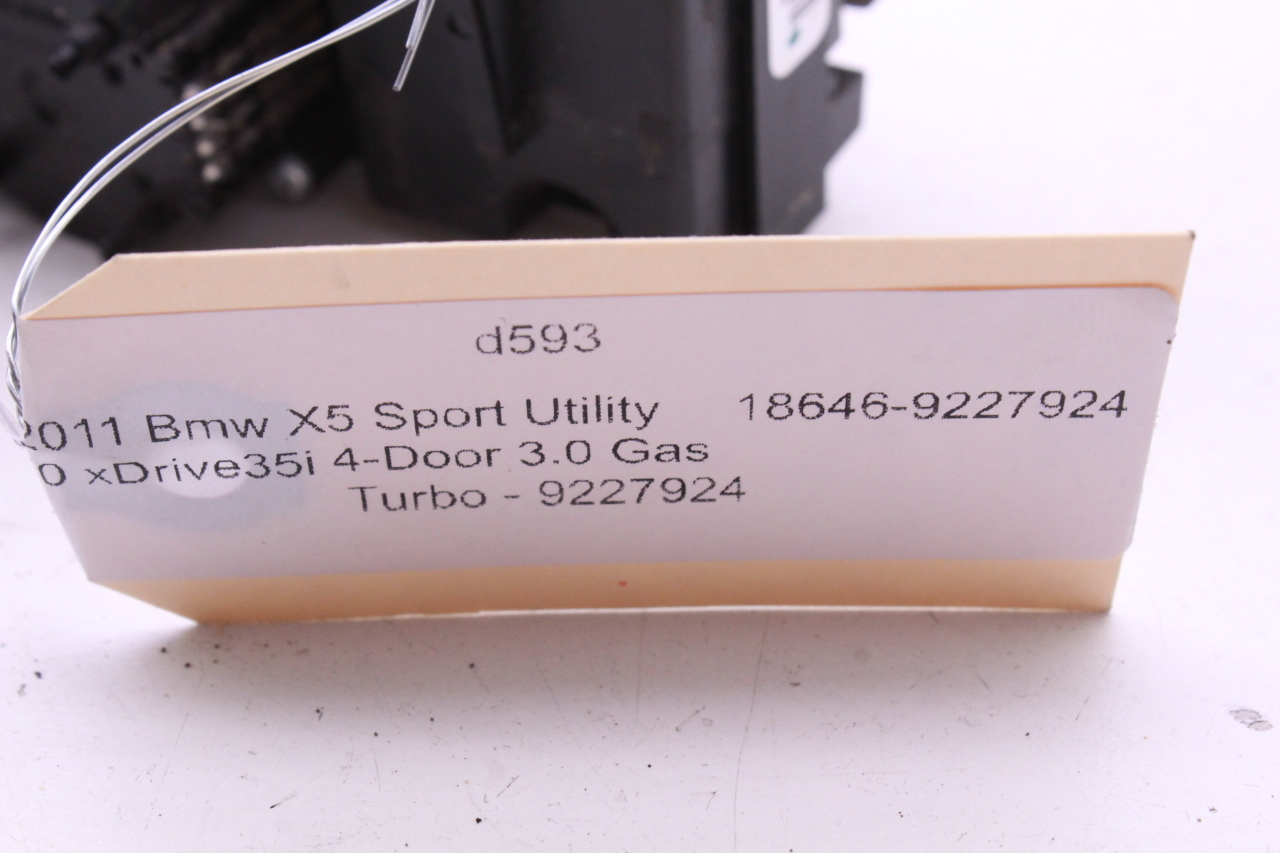 d593
2011 Bmw X5 Sport Utility 18646-9227924
0 xDrive35i 4-Door 3.0 Gas
Turbo - 9227924